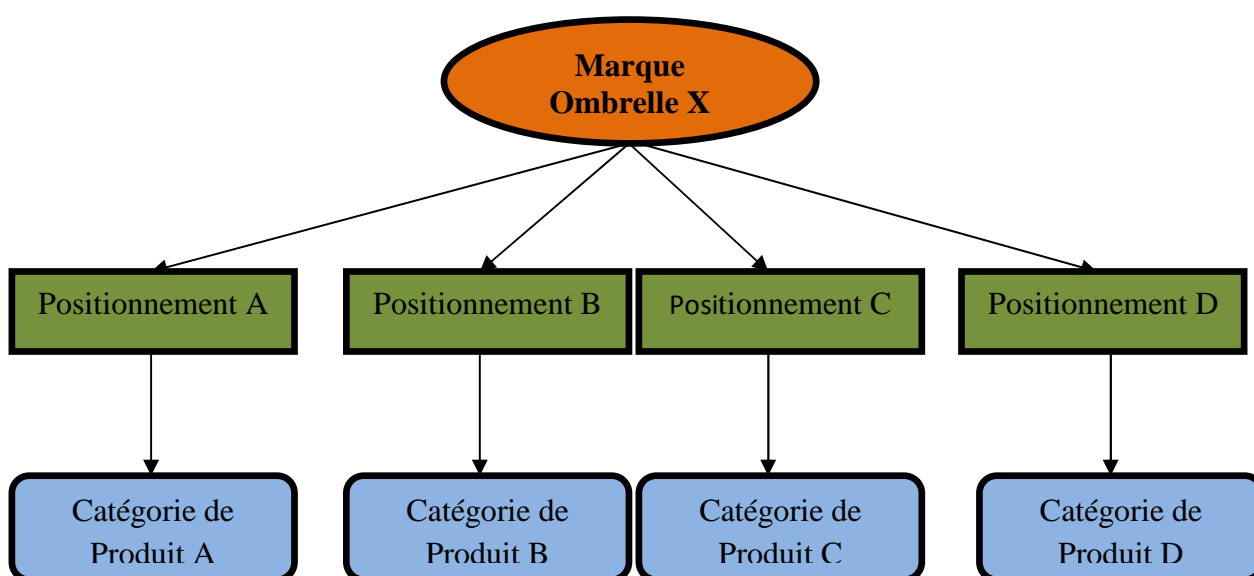 Marque
Ombrelle X
Positionnement A
Positionnement B
Positionnement C
Positionnement D
Catégorie de
Produit A
Catégorie de
Produit B
Catégorie de
Produit C
Catégorie de
Produit D